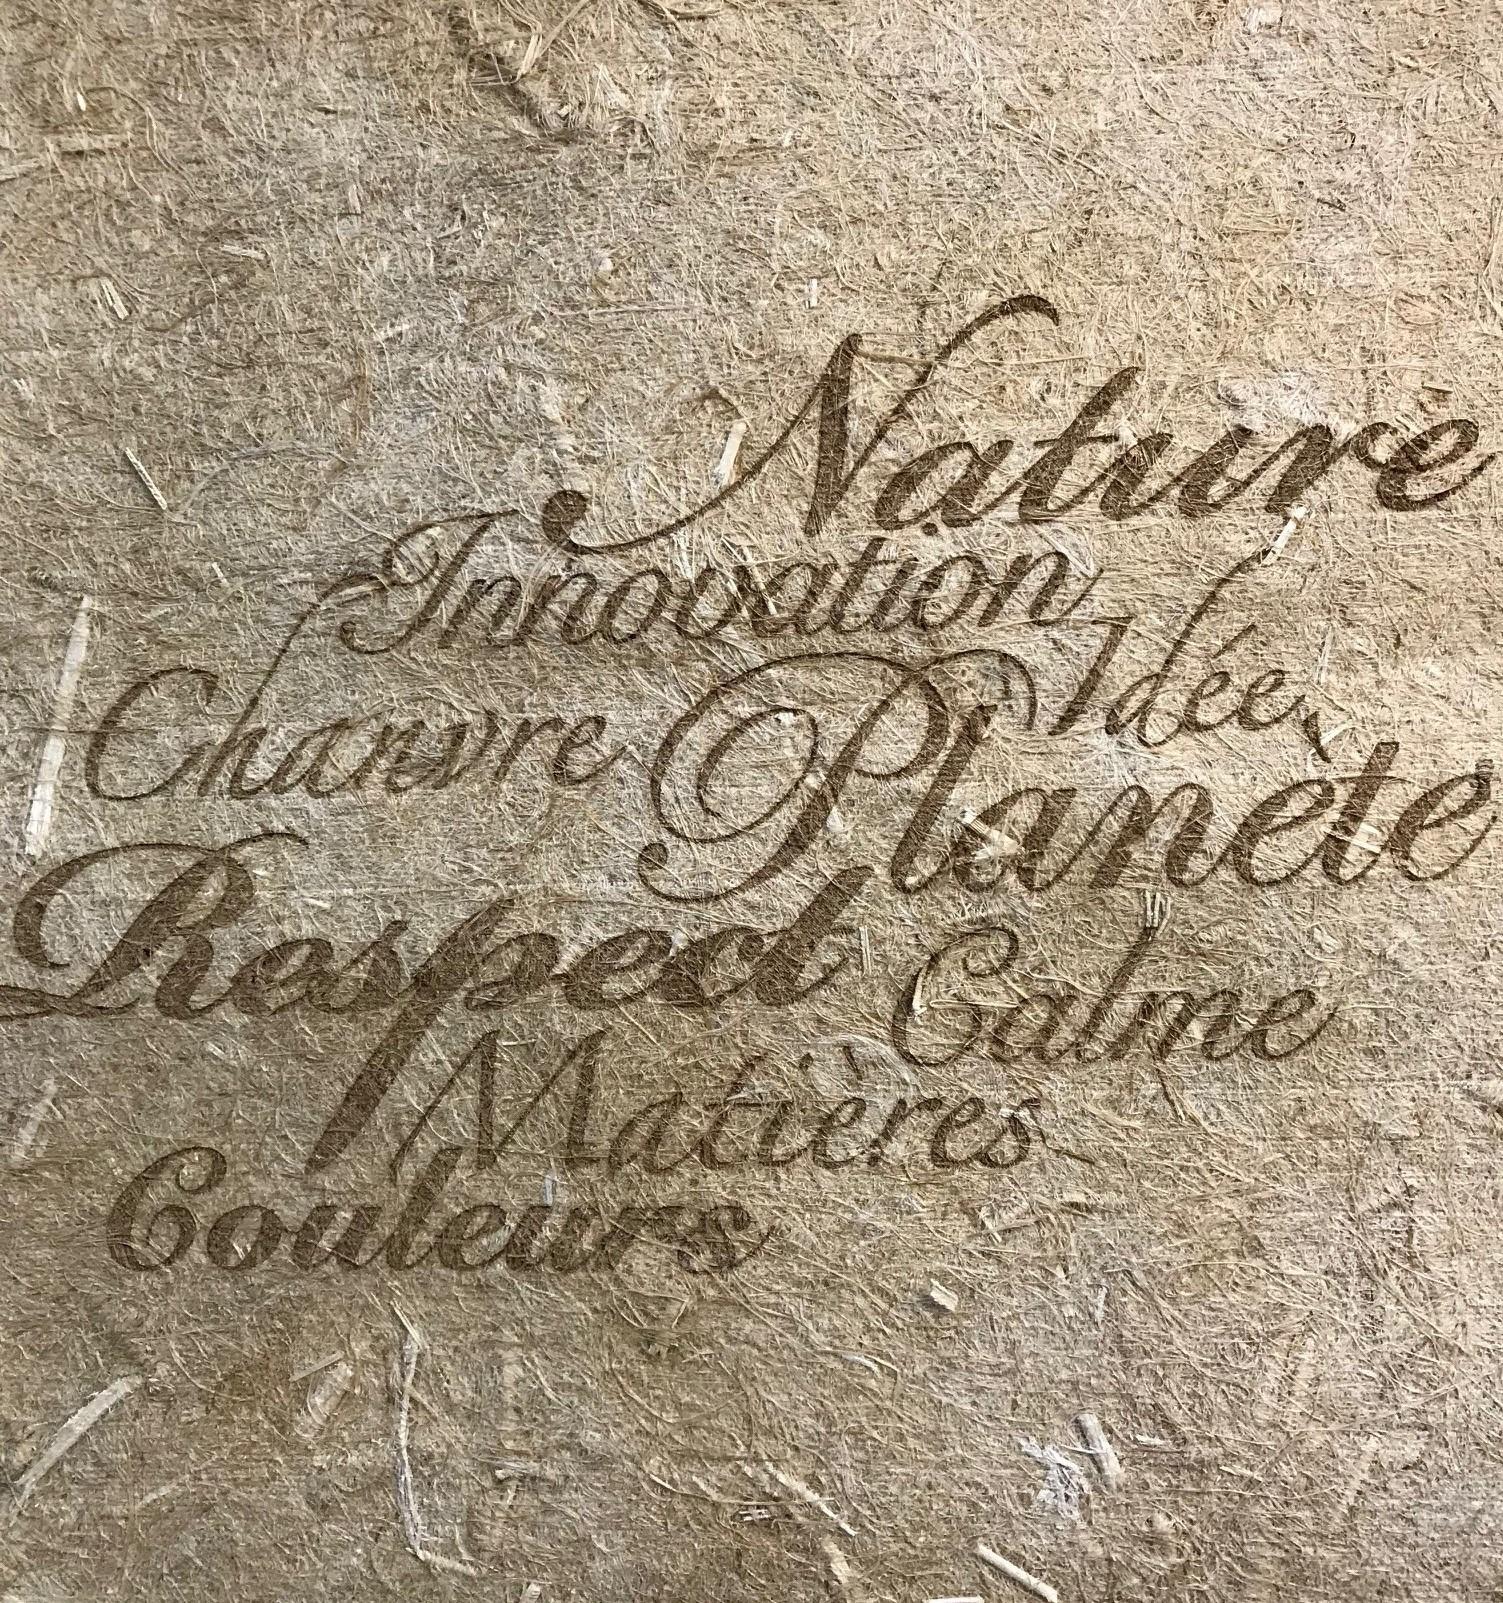 Nature
Innovation
Idée
Chanvre
Planète
Respect
Calme
Matières
Couleurs